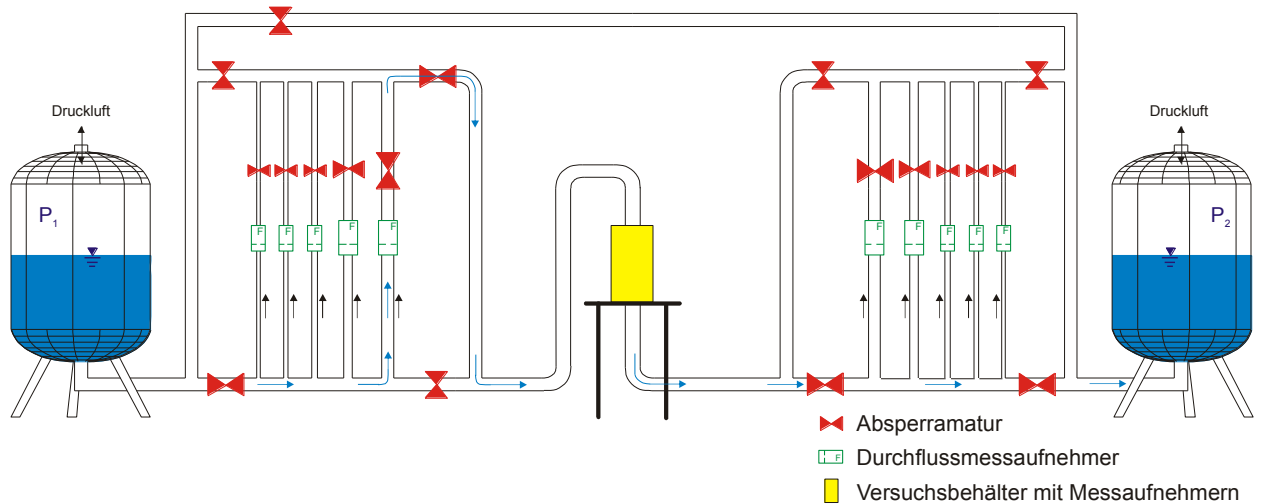 Druckluft
Druckluft
P1
P2
F F F F F
F F F F F
Absperramatur
F Durchflussmessaufnehmer
Versuchsbehälter mit Messaufnehmern